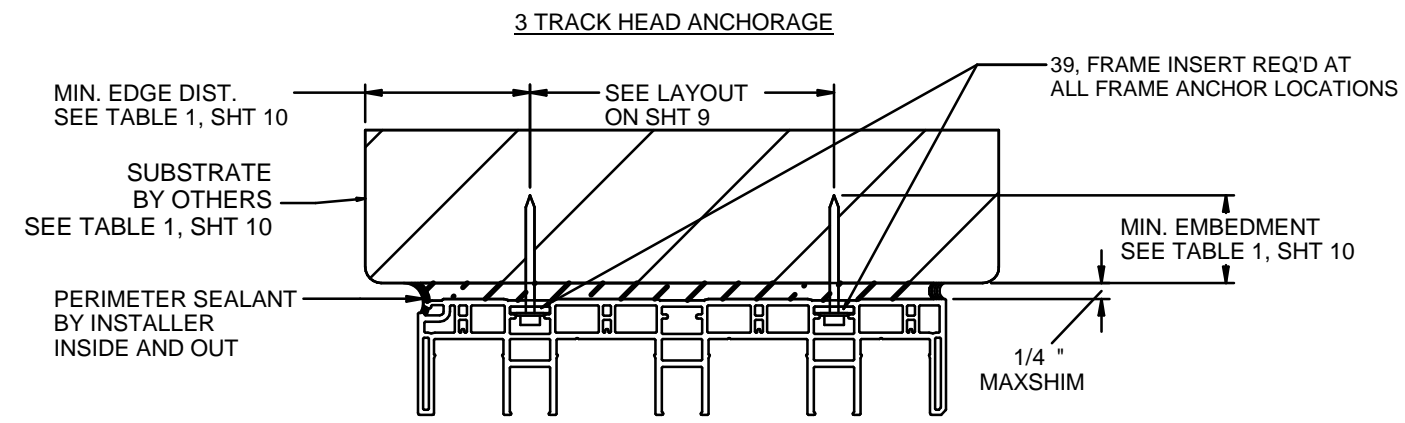 3 TRACK HEAD ANCHORAGE
MIN. EDGE DIST.
SEE TABLE 1, SHT 10
SEE LAYOUT
ON SHT 9
39, FRAME INSERT REQ'D AT
ALL FRAME ANCHOR LOCATIONS
SUBSTRATE
BY OTHERS
SEE TABLE 1, SHT 10
MIN. EMBEDMENT
SEE TABLE 1, SHT 10
PERIMETER SEALANT
BY INSTALLER
INSIDE AND OUT
1/4 "
MAXSHIM